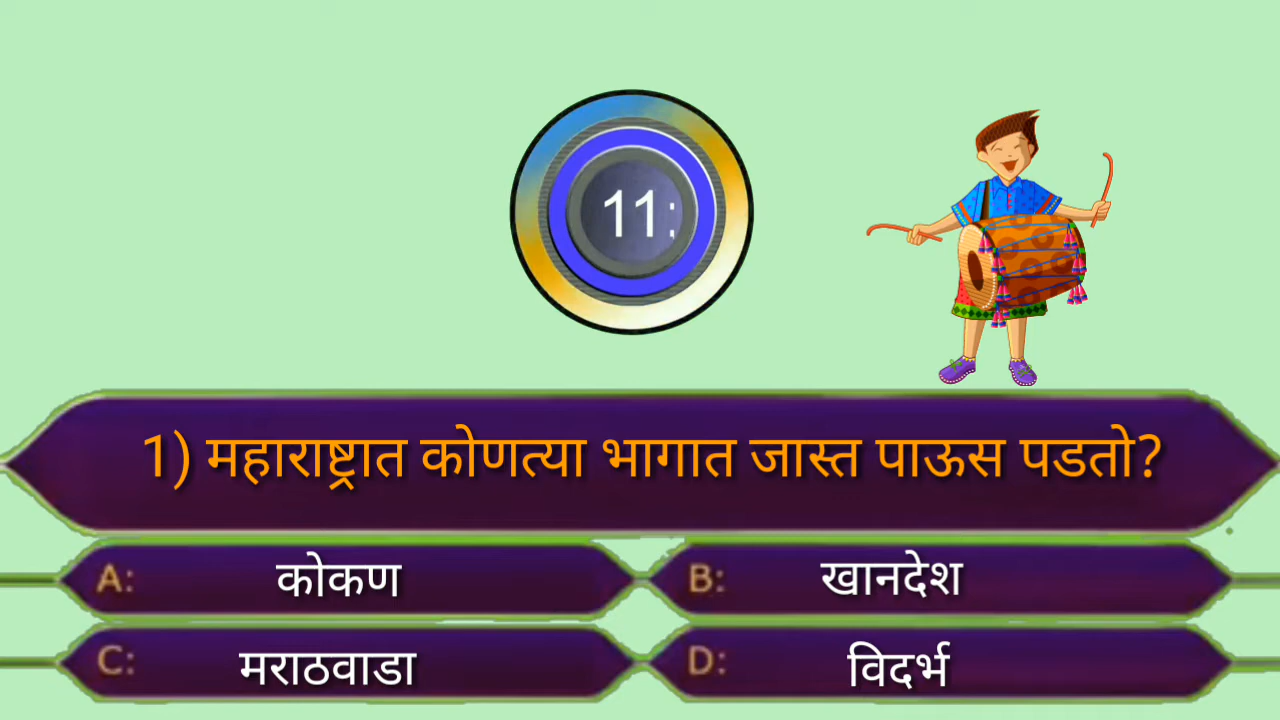 11:
1) महाराष्ट्रात कोणत्या भागात जास्त पाऊस पडतो?
A: कोकण
B: खानदेश
C: मराठवाडा
D: विदर्भ